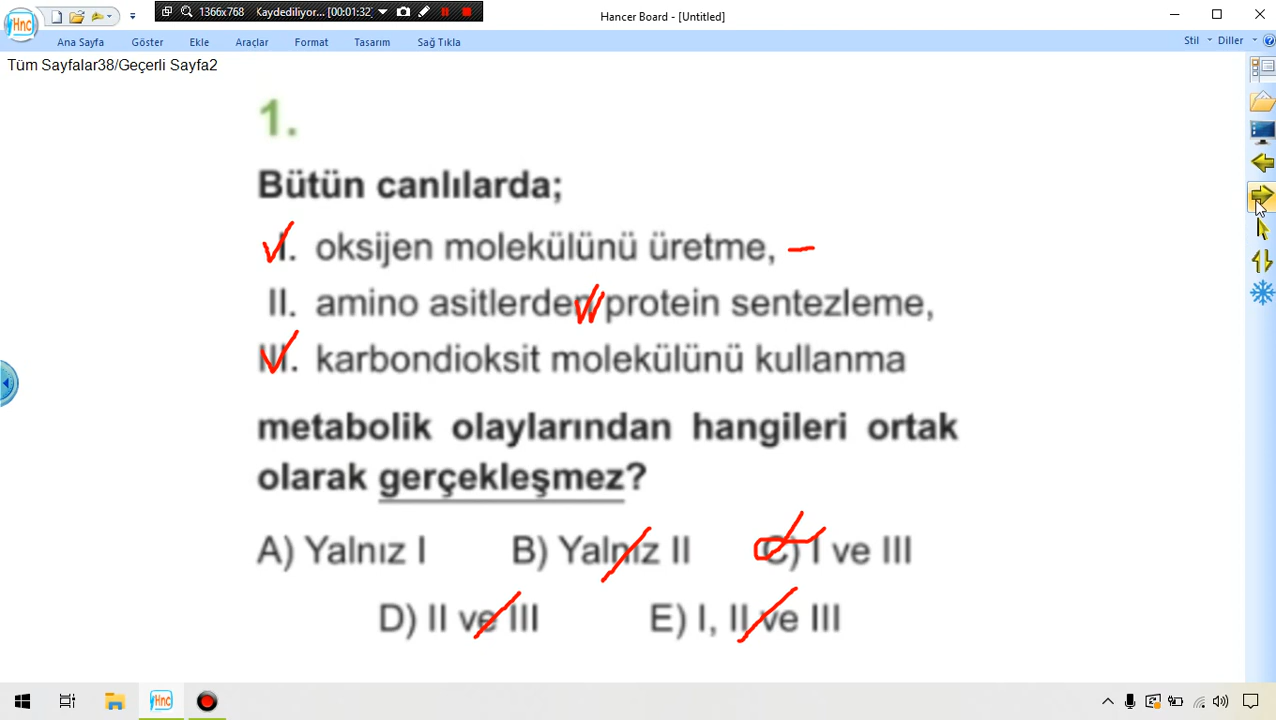 1366x768 Kaydediliyor... [00:01:32]
Hancer Board - [Untitled]
Hnc
Ana Sayfa Göster Ekle Araçlar Format Tasarım Sağ Tıkla Stil Diller
Tüm Sayfalar38/Geçerli Sayfa2
1.
Bütün canlılarda;
I. oksijen molekülünü üretme,
II. amino asitlerden protein sentezleme,
III. karbondioksit molekülünü kullanma
metabolik olaylarından hangileri ortak
olarak gerçekleşmez?
A) Yalnız I B) Yalnız II C) I ve III
D) II ve III E) I, II ve III
Hnc